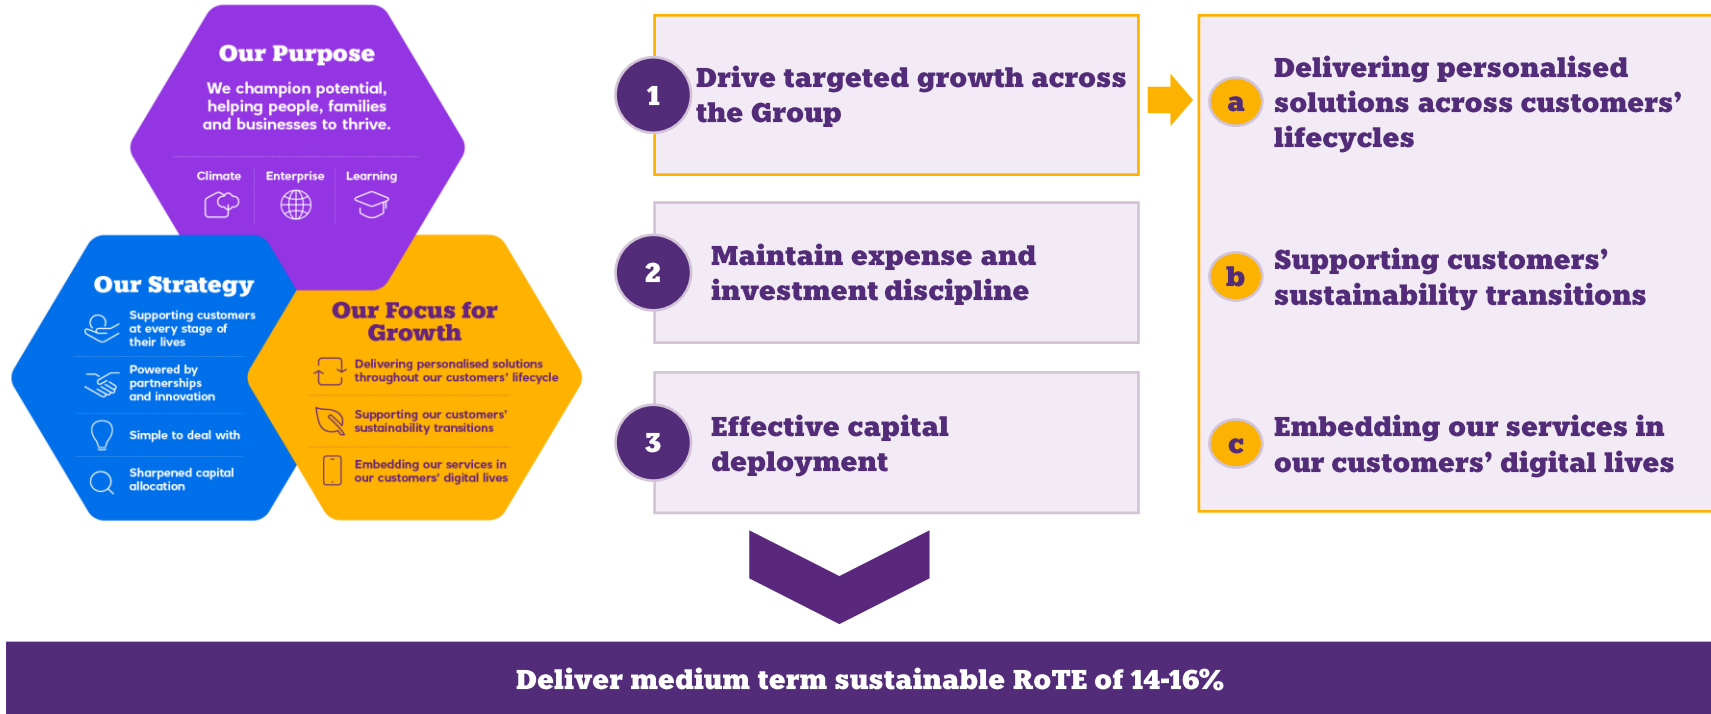 Our Purpose
We champion potential,
helping people, families
and businesses to thrive.
Climate
Enterprise
Learning
Our Strategy
Supporting customers
at every stage of
their lives
Powered by
partnerships
and innovation
Simple to deal with
Sharpened capital
allocation
Our Focus for
Growth
Delivering personalised solutions
throughout our customers' lifecycle
Supporting our customers'
sustainability transitions
Embedding our services in
our customers' digital lives
1
Drive targeted growth across
the Group
2
Maintain expense and
investment discipline
3
Effective capital
deployment
a
Delivering personalised
solutions across customers’
lifecycles
b
Supporting customers’
sustainability transitions
c
Embedding our services in
our customers’ digital lives
Deliver medium term sustainable RoTE of 14-16%